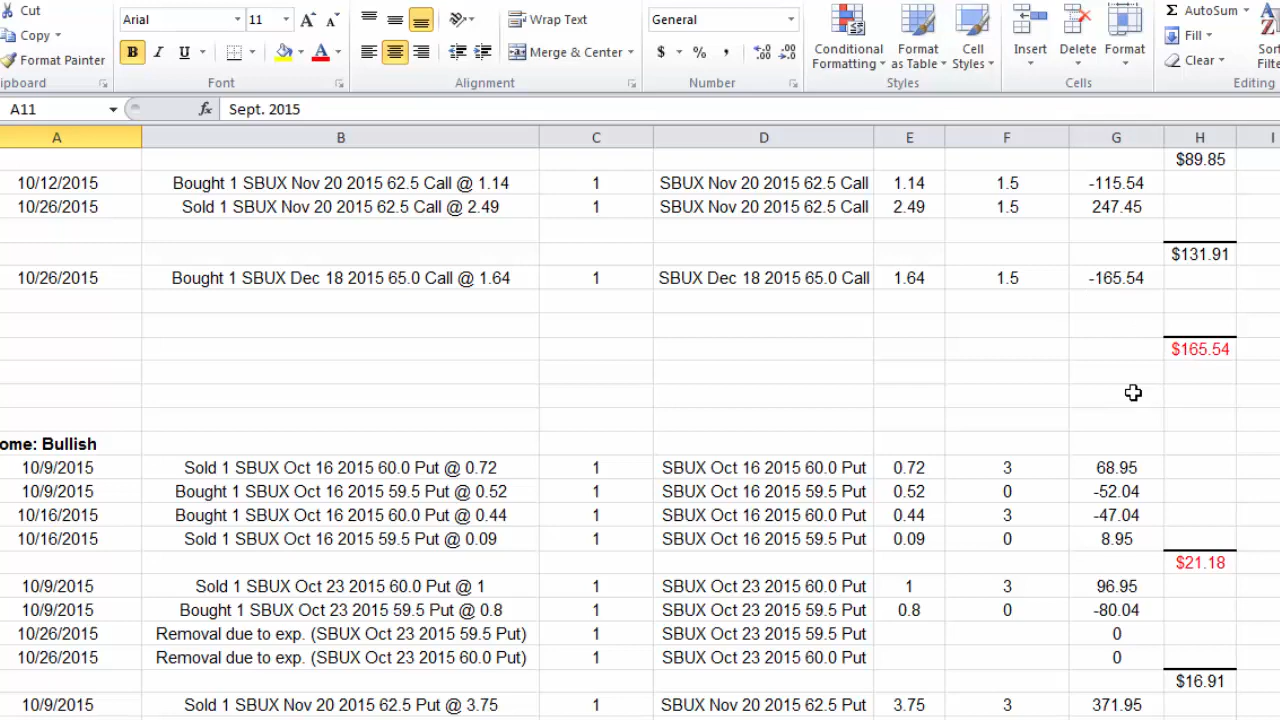 Cut
Copy
Format Painter
lipboard
Arial 11 A A
B I U A
Font
Wrap Text
Merge & Center
Alignment
General
$ % , .00
Number
Conditional Formatting
Format as Table
Cell Styles
Styles
Insert Delete Format
Cells
Σ AutoSum
Fill
Clear
Editing
A
Z
Sort
Filte
A11 fx Sept. 2015
A B C D E F G H I
$89.85
10/12/2015 Bought 1 SBUX Nov 20 2015 62.5 Call @ 1.14 1 SBUX Nov 20 2015 62.5 Call 1.14 1.5 -115.54
10/26/2015 Sold 1 SBUX Nov 20 2015 62.5 Call @ 2.49 1 SBUX Nov 20 2015 62.5 Call 2.49 1.5 247.45
$131.91
10/26/2015 Bought 1 SBUX Dec 18 2015 65.0 Call @ 1.64 1 SBUX Dec 18 2015 65.0 Call 1.64 1.5 -165.54
$165.54
ome: Bullish
10/9/2015 Sold 1 SBUX Oct 16 2015 60.0 Put @ 0.72 1 SBUX Oct 16 2015 60.0 Put 0.72 3 68.95
10/9/2015 Bought 1 SBUX Oct 16 2015 59.5 Put @ 0.52 1 SBUX Oct 16 2015 59.5 Put 0.52 0 -52.04
10/16/2015 Bought 1 SBUX Oct 16 2015 60.0 Put @ 0.44 1 SBUX Oct 16 2015 60.0 Put 0.44 3 -47.04
10/16/2015 Sold 1 SBUX Oct 16 2015 59.5 Put @ 0.09 1 SBUX Oct 16 2015 59.5 Put 0.09 0 8.95
$21.18
10/9/2015 Sold 1 SBUX Oct 23 2015 60.0 Put @ 1 1 SBUX Oct 23 2015 60.0 Put 1 3 96.95
10/9/2015 Bought 1 SBUX Oct 23 2015 59.5 Put @ 0.8 1 SBUX Oct 23 2015 59.5 Put 0.8 0 -80.04
10/26/2015 Removal due to exp. (SBUX Oct 23 2015 59.5 Put) 1 SBUX Oct 23 2015 59.5 Put 0
10/26/2015 Removal due to exp. (SBUX Oct 23 2015 60.0 Put) 1 SBUX Oct 23 2015 60.0 Put 0
$16.91
10/9/2015 Sold 1 SBUX Nov 20 2015 62.5 Put @ 3.75 1 SBUX Nov 20 2015 62.5 Put 3.75 3 371.95